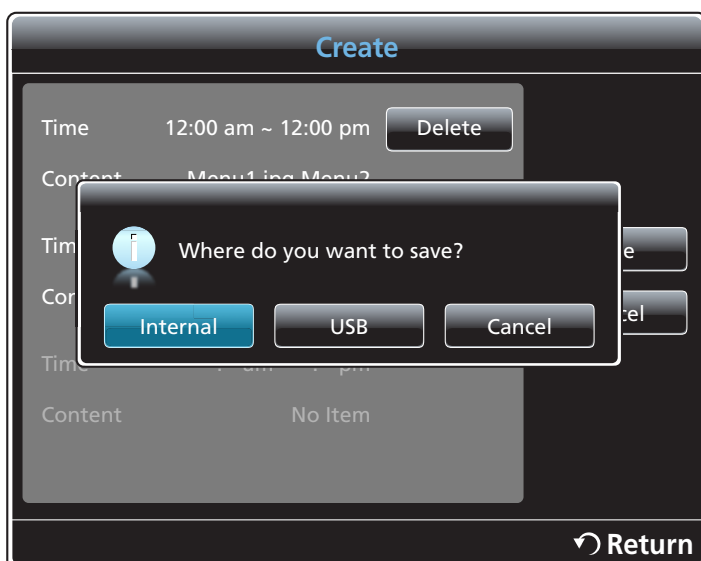 Create
Time 12:00 am ~ 12:00 pm Delete
Content
Where do you want to save?
Internal USB Cancel
Content No Item
Return